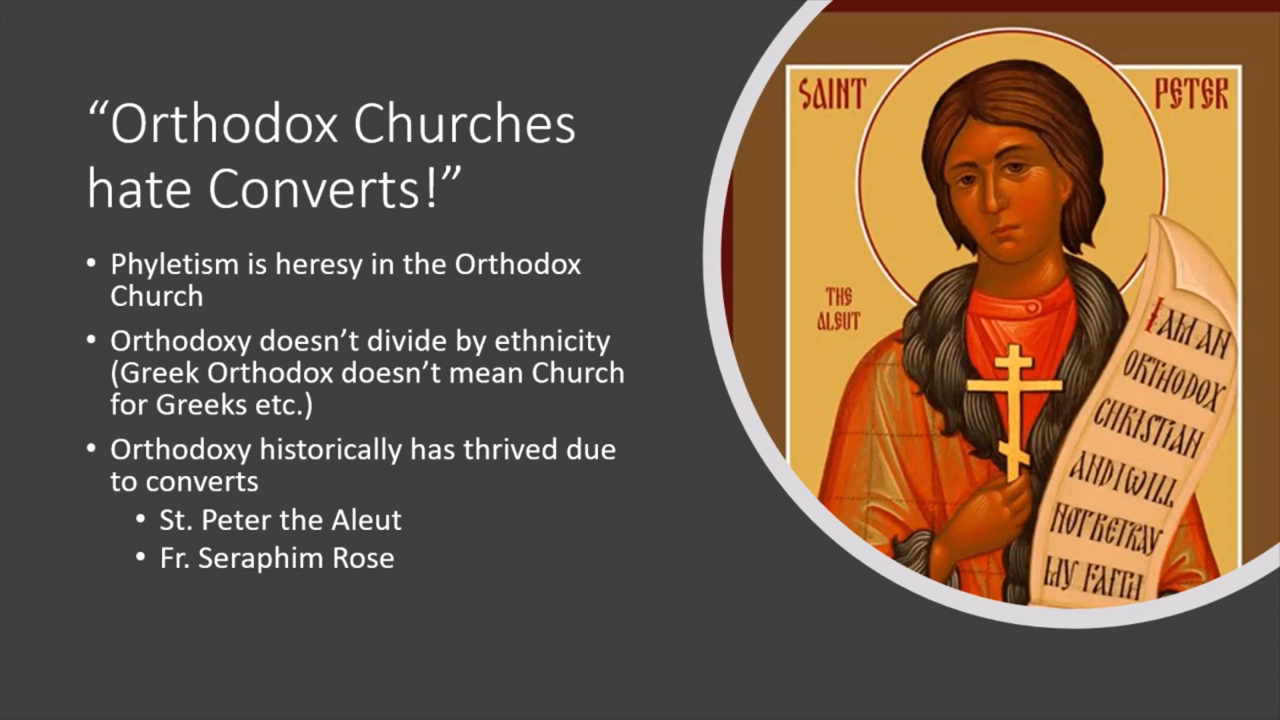 “Orthodox Churches
hate Converts!”
• Phyletism is heresy in the Orthodox
Church
• Orthodoxy doesn’t divide by ethnicity
(Greek Orthodox doesn’t mean Church
for Greeks etc.)
• Orthodoxy historically has thrived due
to converts
• St. Peter the Aleut
• Fr. Seraphim Rose
SAINT PETER
THE
ALEUT
I AM AN
ORTHODOX
CHRISTIAN
AND I WILL
NOT BETRAY
MY FAITH